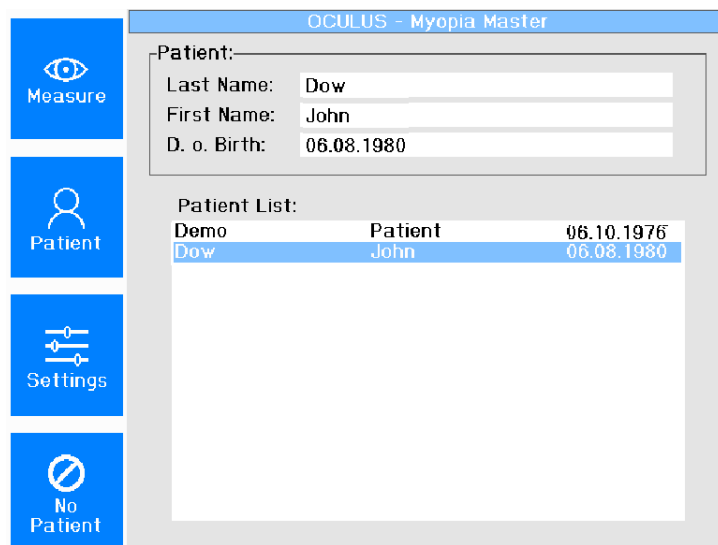 OCULUS - Myopia Master
Measure
Patient
Settings
No
Patient
Patient:
Last Name: Dow
First Name: John
D. o. Birth: 06.08.1980
Patient List:
Demo Patient 06.10.1976
Dow John 06.08.1980